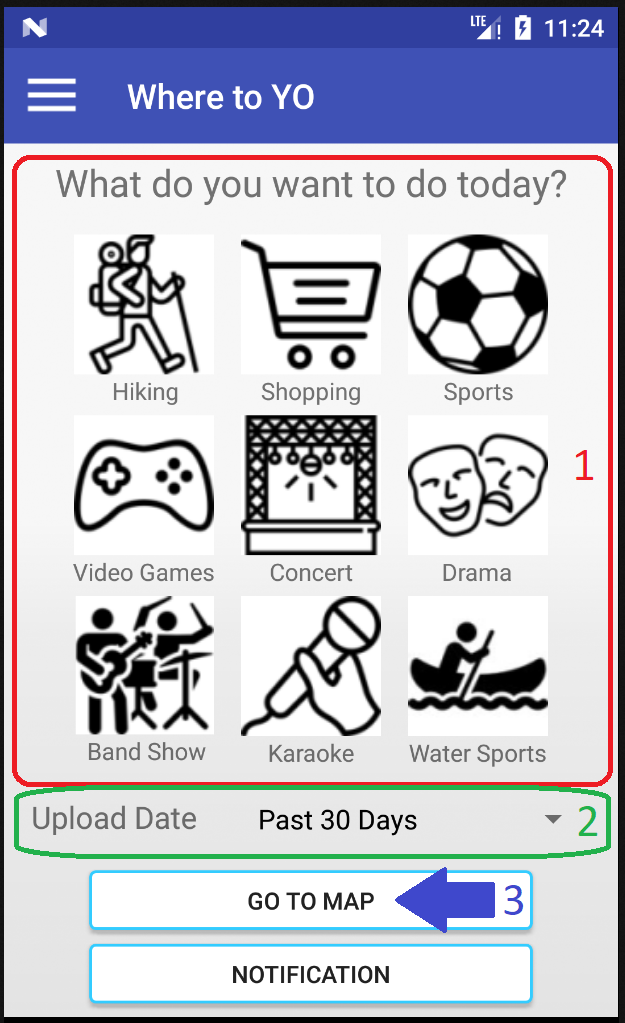 LTE 11:24
Where to YO
What do you want to do today?
Hiking Shopping Sports
1
Video Games Concert Drama
Band Show Karaoke Water Sports
Upload Date Past 30 Days 2
GO TO MAP 3
NOTIFICATION